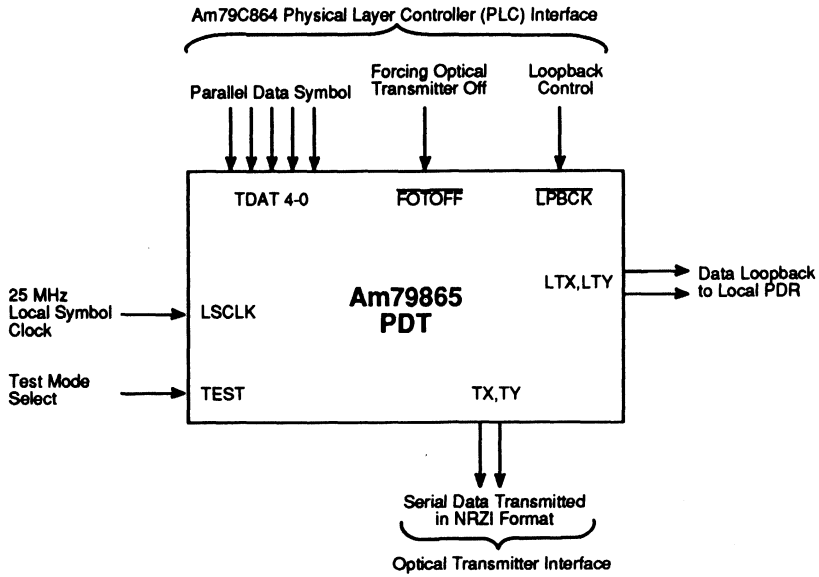 Am79C864 Physical Layer Controller (PLC) Interface
Parallel Data Symbol
Forcing Optical
Transmitter Off
Loopback
Control
TDAT 4-0
FOTOFF
LPBCK
25 MHz
Local Symbol
Clock
LSCLK
Am79865
PDT
LTX,LTY
Data Loopback
to Local PDR
Test Mode
Select
TEST
TX,TY
Serial Data Transmitted
in NRZI Format
Optical Transmitter Interface